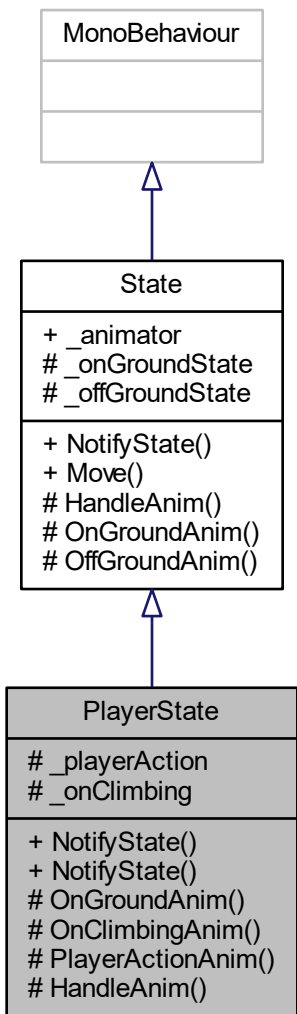 MonoBehaviour
State
+ _animator
# _onGroundState
# _offGroundState
+ NotifyState()
+ Move()
# HandleAnim()
# OnGroundAnim()
# OffGroundAnim()
PlayerState
# _playerAction
# _onClimbing
+ NotifyState()
+ NotifyState()
# OnGroundAnim()
# OnClimbingAnim()
# PlayerActionAnim()
# HandleAnim()